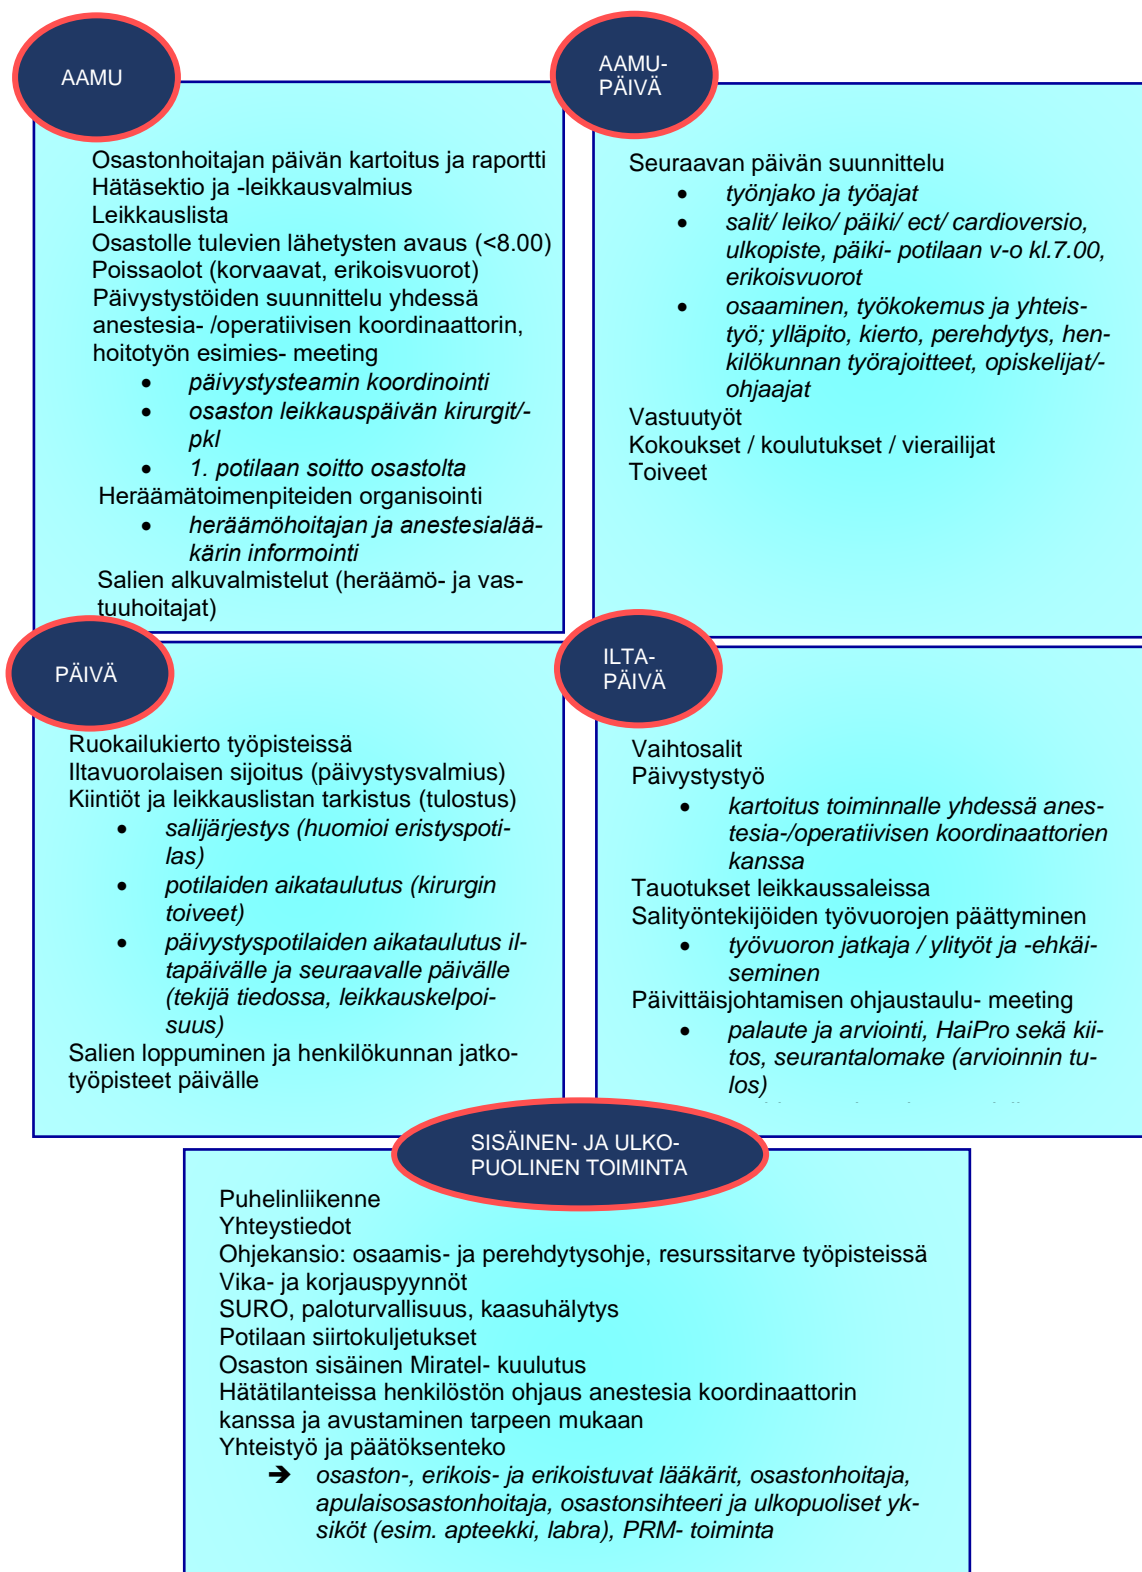 AAMU
Osastonhoitajan päivän kartoitus ja raportti
Hätäsektio ja -leikkausvalmius
Leikkauslista
Osastolle tulevien lähetysten avaus (<8.00)
Poissaolot (korvaavat, erikoisvuorot)
Päivystystöiden suunnittelu yhdessä
anestesia- /operatiivisen koordinaattorin,
hoitotyön esimies- meeting
• päivystysteamin koordinointi
• osaston leikkauspäivän kirurgit/-
pkl
• 1. potilaan soitto osastolta
Heräämätoimenpiteiden organisointi
• heräämöhoitajan ja anestesialää-
kärin informointi
Salien alkuvalmistelut (heräämö- ja vas-
tuuhoitajat)
AAMU-
PÄIVÄ
Seuraavan päivän suunnittelu
• työnjako ja työajat
• salit/ leiko/ päiki/ ect/ cardioversio,
ulkopiste, päiki- potilaan v-o kl.7.00,
erikoisvuorot
• osaaminen, työkokemus ja yhteis-
työ; ylläpito, kierto, perehdytys, hen-
kilökunnan työrajoitteet, opiskelijat/-
ohjaajat
Vastuutyöt
Kokoukset / koulutukset / vierailijat
Toiveet
PÄIVÄ
Ruokailukierto työpisteissä
Iltavuorolaisen sijoitus (päivystysvalmius)
Kiintiöt ja leikkauslistan tarkistus (tulostus)
• salijärjestys (huomioi eristyspoti-
las)
• potilaiden aikataulutus (kirurgin
toiveet)
• päivystyspotilaiden aikataulutus il-
tapäivälle ja seuraavalle päivälle
(tekijä tiedossa, leikkauskelpoi-
suus)
Salien loppuminen ja henkilökunnan jatko-
työpisteet päivälle
ILTA-
PÄIVÄ
Vaihtosalit
Päivystystyö
• kartoitus toiminnalle yhdessä anes-
tesia-/operatiivisen koordinaattorien
kanssa
Tauotukset leikkaussaleissa
Salityöntekijöiden työvuorojen päättyminen
• työvuoron jatkaja / ylityöt ja -ehkäi-
seminen
Päivittäisjohtamisen ohjaustaulu- meeting
• palaute ja arviointi, HaiPro sekä kii-
tos, seurantalomake (arvioinnin tu-
los)
SISÄINEN- JA ULKO-
PUOLINEN TOIMINTA
Puhelinliikenne
Yhteystiedot
Ohjekansio: osaamis- ja perehdytysohje, resurssitarve työpisteissä
Vika- ja korjauspyynnöt
SURO, paloturvallisuus, kaasuhälytys
Potilaan siirtokuljetukset
Osaston sisäinen Miratel- kuulutus
Hätätilanteissa henkilöstön ohjaus anestesia koordinaattorin
kanssa ja avustaminen tarpeen mukaan
Yhteistyö ja päätöksenteko
➔ osaston-, erikois- ja erikoistuvat lääkärit, osastonhoitaja,
apulaisosastonhoitaja, osastonsihteeri ja ulkopuoliset yk-
siköt (esim. apteekki, labra), PRM- toiminta